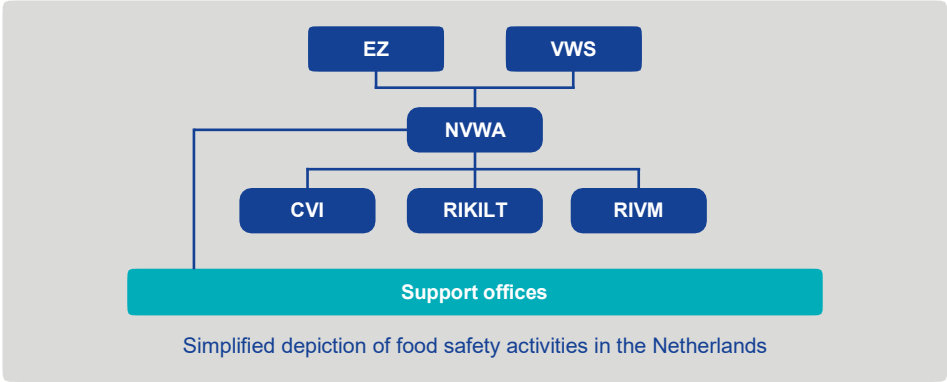 EZ
VWS
NVWA
CVI
RIKILT
RIVM
Support offices
Simplified depiction of food safety activities in the Netherlands